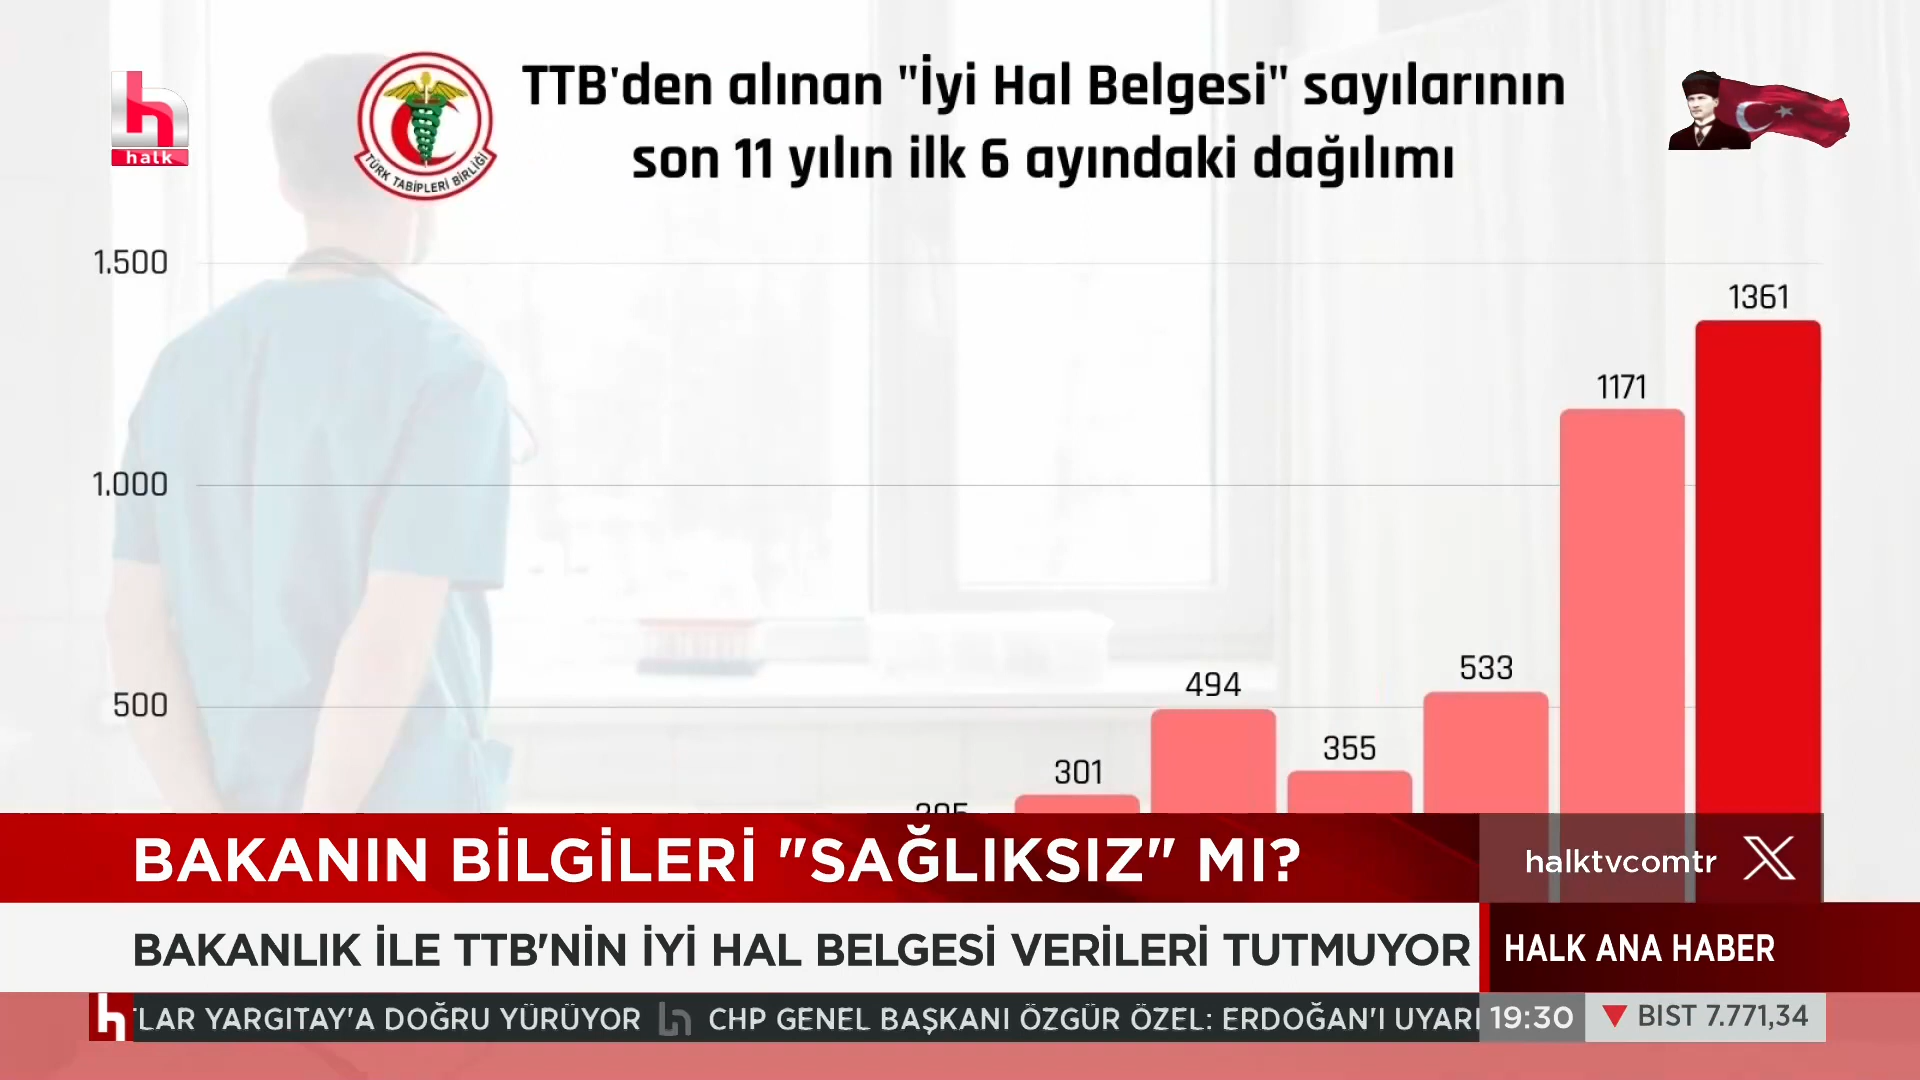 halk
TÜRK TABİPLERİ BİRLİĞİ
TTB'den alınan "İyi Hal Belgesi" sayılarının
son 11 yılın ilk 6 ayındaki dağılımı
1.500
1361
1171
1.000
533
494
500
355
301
BAKANIN BİLGİLERİ "SAĞLIKSIZ" MI?
halktvcomtr
BAKANLIK İLE TTB'NİN İYİ HAL BELGESİ VERİLERİ TUTMUYOR
HALK ANA HABER
YARGITAY'A DOĞRU YÜRÜYOR CHP GENEL BAŞKANI ÖZGÜR ÖZEL: ERDOĞAN'I
19:30
BIST 7.771,34